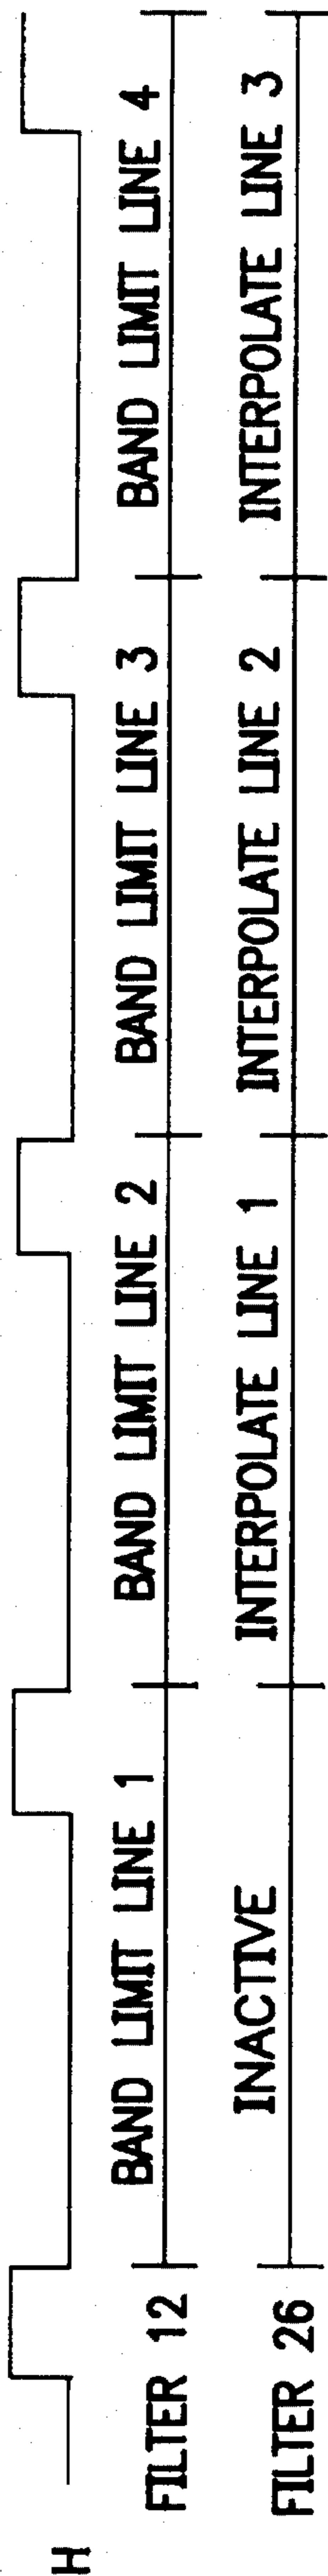 H
FILTER 12 BAND LIMIT LINE 1 BAND LIMIT LINE 2 BAND LIMIT LINE 3 BAND LIMIT LINE 4
FILTER 26 INACTIVE INTERPOLATE LINE 1 INTERPOLATE LINE 2 INTERPOLATE LINE 3